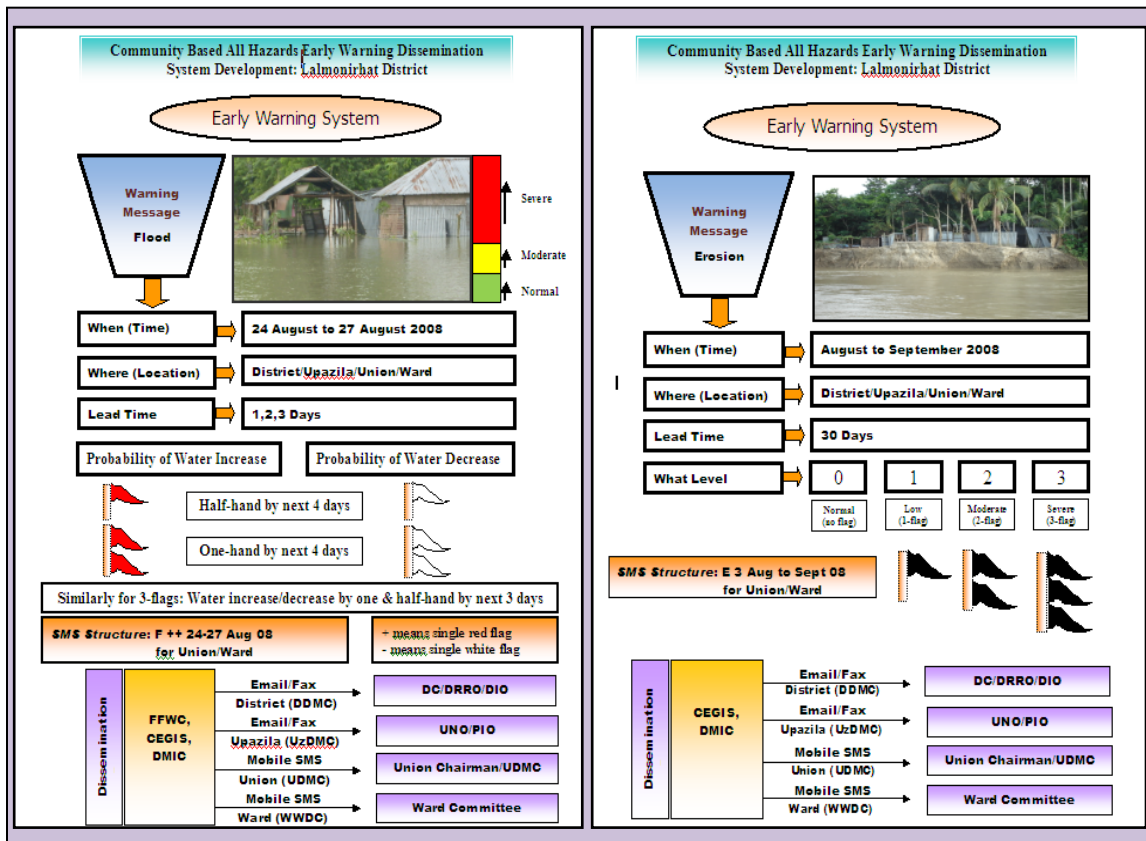 Community Based All Hazards Early Warning Dissemination
System Development: Lalmonirhat District
Early Warning System
Warning
Message
Flood
Severe
Moderate
Normal
When (Time)
24 August to 27 August 2008
Where (Location)
District/Upazila/Union/Ward
Lead Time
1,2,3 Days
Probability of Water Increase
Probability of Water Decrease
Half-hand by next 4 days
One-hand by next 4 days
Similarly for 3-flags: Water increase/decrease by one & half-hand by next 3 days
SMS Structure: F ++ 24-27 Aug 08
for Union/Ward
+ means single red flag
- means single white flag
Dissemination
FFWC,
CEGIS,
DMIC
Email/Fax
District (DDMC)
DC/DRRO/DIO
Email/Fax
Upazila (UzDMC)
UNO/PIO
Mobile SMS
Union (UDMC)
Union Chairman/UDMC
Mobile SMS
Ward (WWDC)
Ward Committee
Community Based All Hazards Early Warning Dissemination
System Development: Lalmonirhat District
Early Warning System
Warning
Message
Erosion
When (Time)
August to September 2008
Where (Location)
District/Upazila/Union/Ward
Lead Time
30 Days
What Level
0
1
2
3
Normal
(no flag)
Low
(1-flag)
Moderate
(2-flag)
Severe
(3-flag)
SMS Structure: E 3 Aug to Sept 08
for Union/Ward
Dissemination
CEGIS,
DMIC
Email/Fax
District (DDMC)
DC/DRRO/DIO
Email/Fax
Upazila (UzDMC)
UNO/PIO
Mobile SMS
Union (UDMC)
Union Chairman/UDMC
Mobile SMS
Ward (WWDC)
Ward Committee